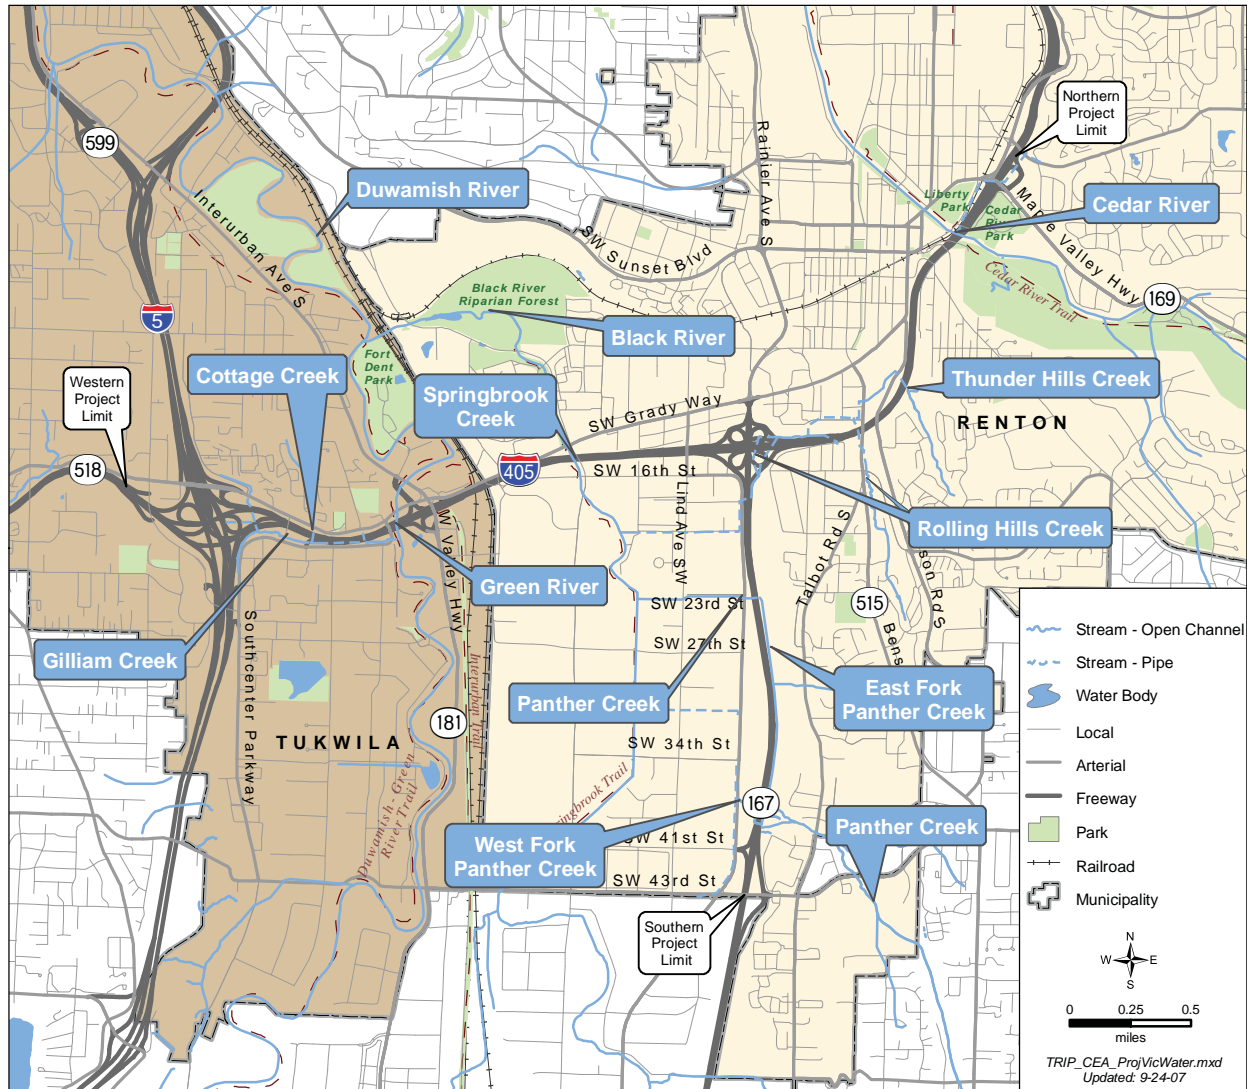 599
Duwamish River
Interurban Ave S
5
Cottage Creek
Western
Project
Limit
518
Fort
Dent
Park
Black River
Riparian Forest
Black River
SW Sunset Blvd
Rainier Ave S
Northern
Project
Limit
Liberty
Park
Cedar
River
Park
Cedar River
Maple Valley Hwy
169
Cedar River Trail
Springbrook
Creek
SW Grady Way
Thunder Hills Creek
RENTON
405
SW 16th St
Lind Ave SW
Rolling Hills Creek
Talbot Rd S
Green River
W Valley Hwy
Gilliam Creek
Southcenter Parkway
SW 23rd St
SW 27th St
515
Bens
son Rd S
Panther Creek
East Fork
Panther Creek
Interurban Trail
181
TUKWILA
SW 34th St
Duwamish - Green
River Trail
ingbrook Trail
167
West Fork
Panther Creek
SW 41st St
Panther Creek
SW 43rd St
Southern
Project
Limit
Stream - Open Channel
Stream - Pipe
Water Body
Local
Arterial
Freeway
Park
Railroad
Municipality
N
W E
S
0 0.25 0.5
miles
TRIP_CEA_ProjVicWater.mxd
Updated: 9-24-07